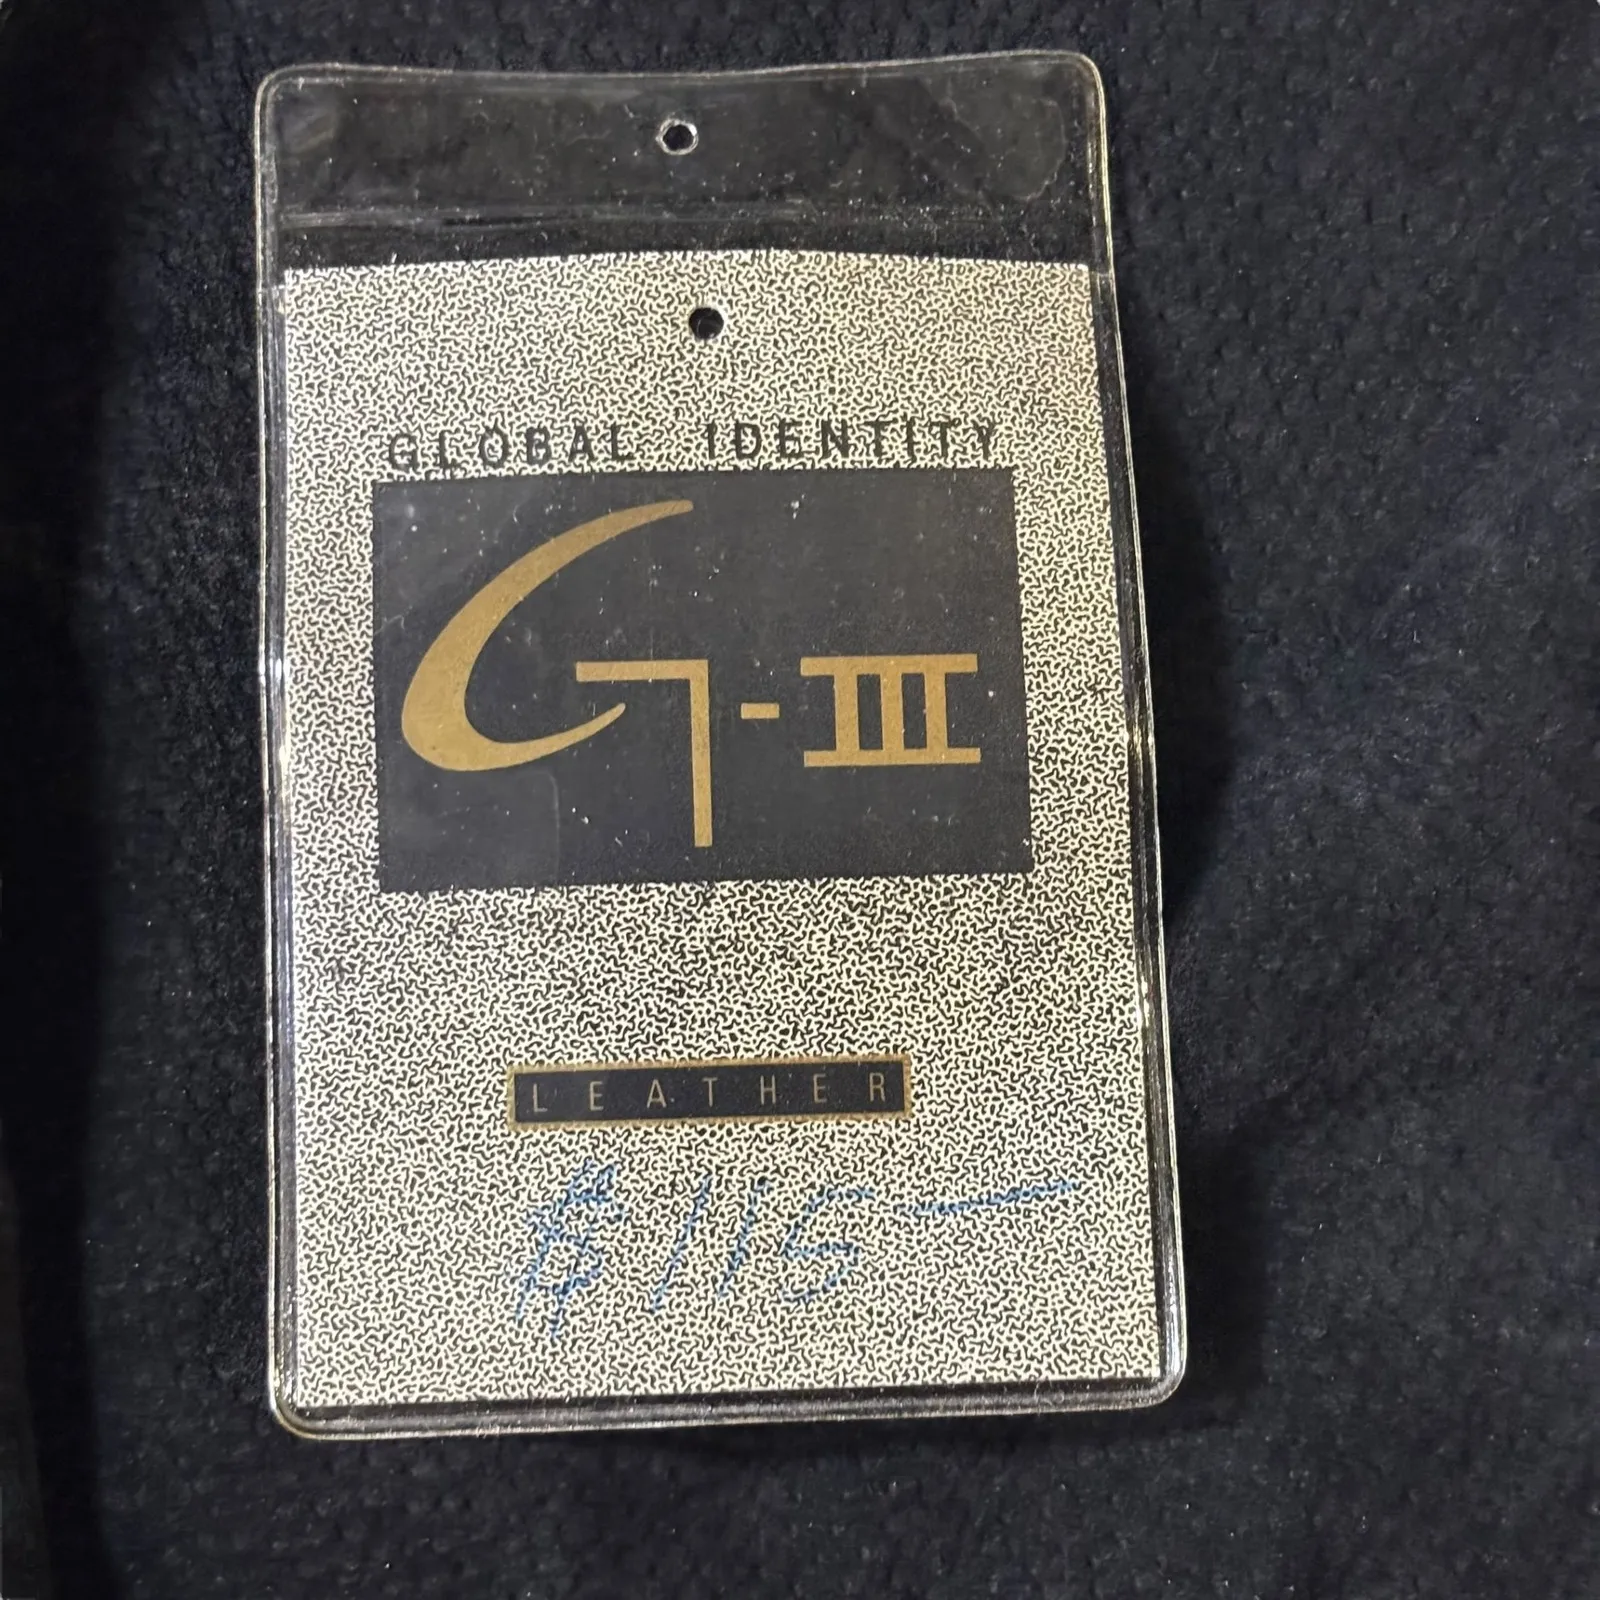 GLOBAL IDENTITY
G-III
LEATHER
$115—